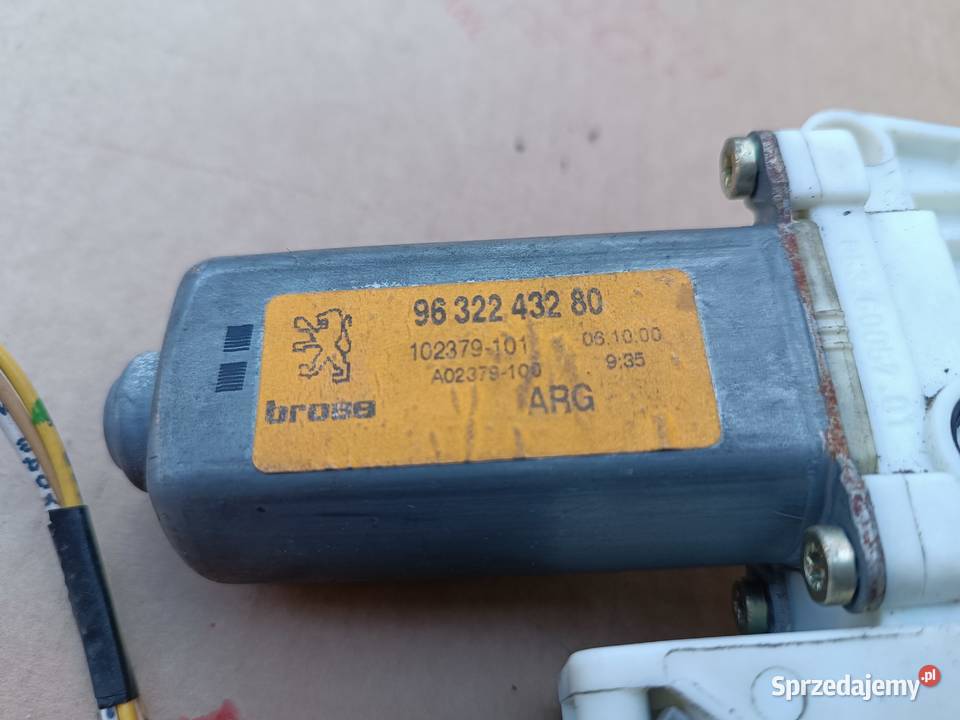 96 322 432 80
102379-101 06.10.00
A02379-100 9:35
ARG
brose
Sprzedajemy.pl